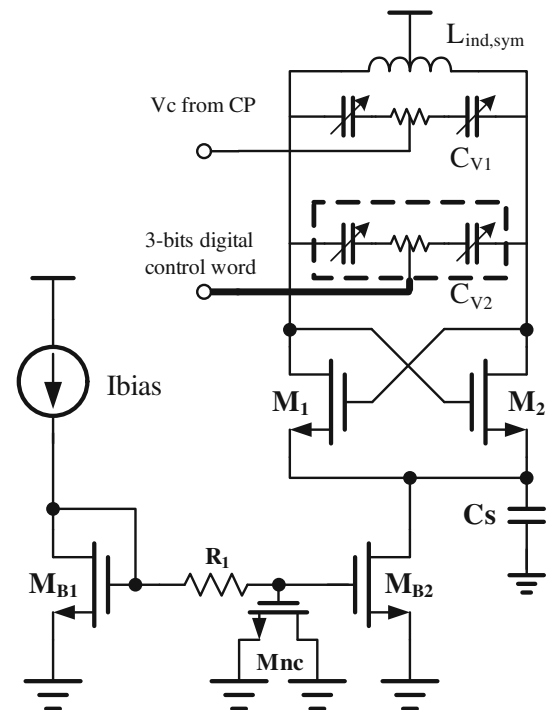 L_ind,sym
Vc from CP
C_V1
3-bits digital
control word
C_V2
Ibias
M_1
M_2
Cs
R_1
M_B1
M_B2
Mnc